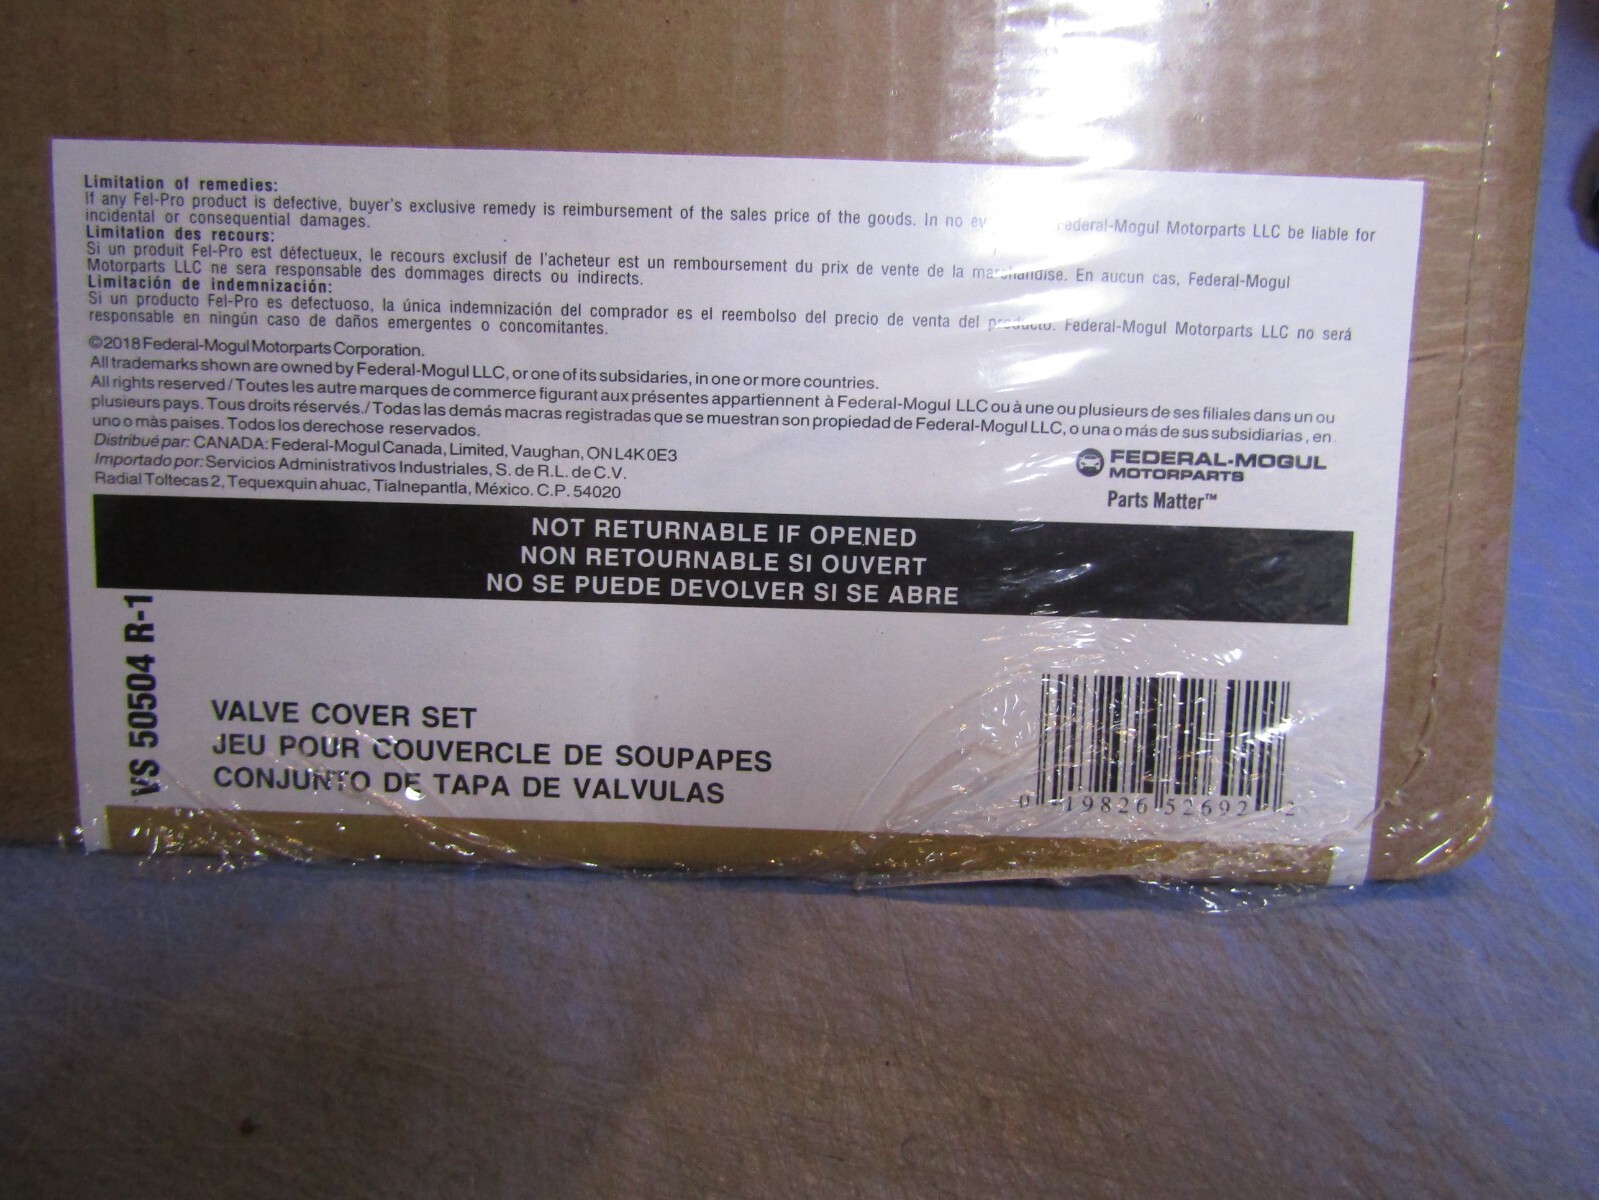 Limitation of remedies:
If any Fel-Pro product is defective, buyer's exclusive remedy is reimbursement of the sales price of the goods. In no ev Federal-Mogul Motorparts LLC be liable for
incidental or consequential damages.
Limitation des recours:
Si un produit Fel-Pro est défectueux, le recours exclusif de l'acheteur est un remboursement du prix de vente de la marchandise. En aucun cas, Federal-Mogul
Motorparts LLC ne sera responsable des dommages directs ou indirects.
Limitación de indemnización:
Si un producto Fel-Pro es defectuoso, la única indemnización del comprador es el reembolso del precio de venta del producto. Federal-Mogul Motorparts LLC no será
responsable en ningún caso de daños emergentes o concomitantes.
©2018 Federal-Mogul Motorparts Corporation.
All trademarks shown are owned by Federal-Mogul LLC, or one of its subsidaries, in one or more countries.
All rights reserved / Toutes les autre marques de commerce figurant aux présentes appartiennent à Federal-Mogul LLC ou à une ou plusieurs de ses filiales dans un ou
plusieurs pays. Tous droits réservés./ Todas las demás macras registradas que se muestran son propiedad de Federal-Mogul LLC, o una o más de sus subsidiarias, en
uno o màs paises. Todos los derechose reservados.
Distribué par: CANADA: Federal-Mogul Canada, Limited, Vaughan, ON L4K 0E3
Importado por: Servicios Administrativos Industriales, S. de R.L. de C.V.
Radial Toltecas 2, Tequexquin ahuac, Tlalnepantla, México. C.P. 54020
FEDERAL-MOGUL
MOTORPARTS
Parts Matter™
NOT RETURNABLE IF OPENED
NON RETOURNABLE SI OUVERT
NO SE PUEDE DEVOLVER SI SE ABRE
VS 50504 R-1
VALVE COVER SET
JEU POUR COUVERCLE DE SOUPAPES
CONJUNTO DE TAPA DE VALVULAS
0 19826 52692 2